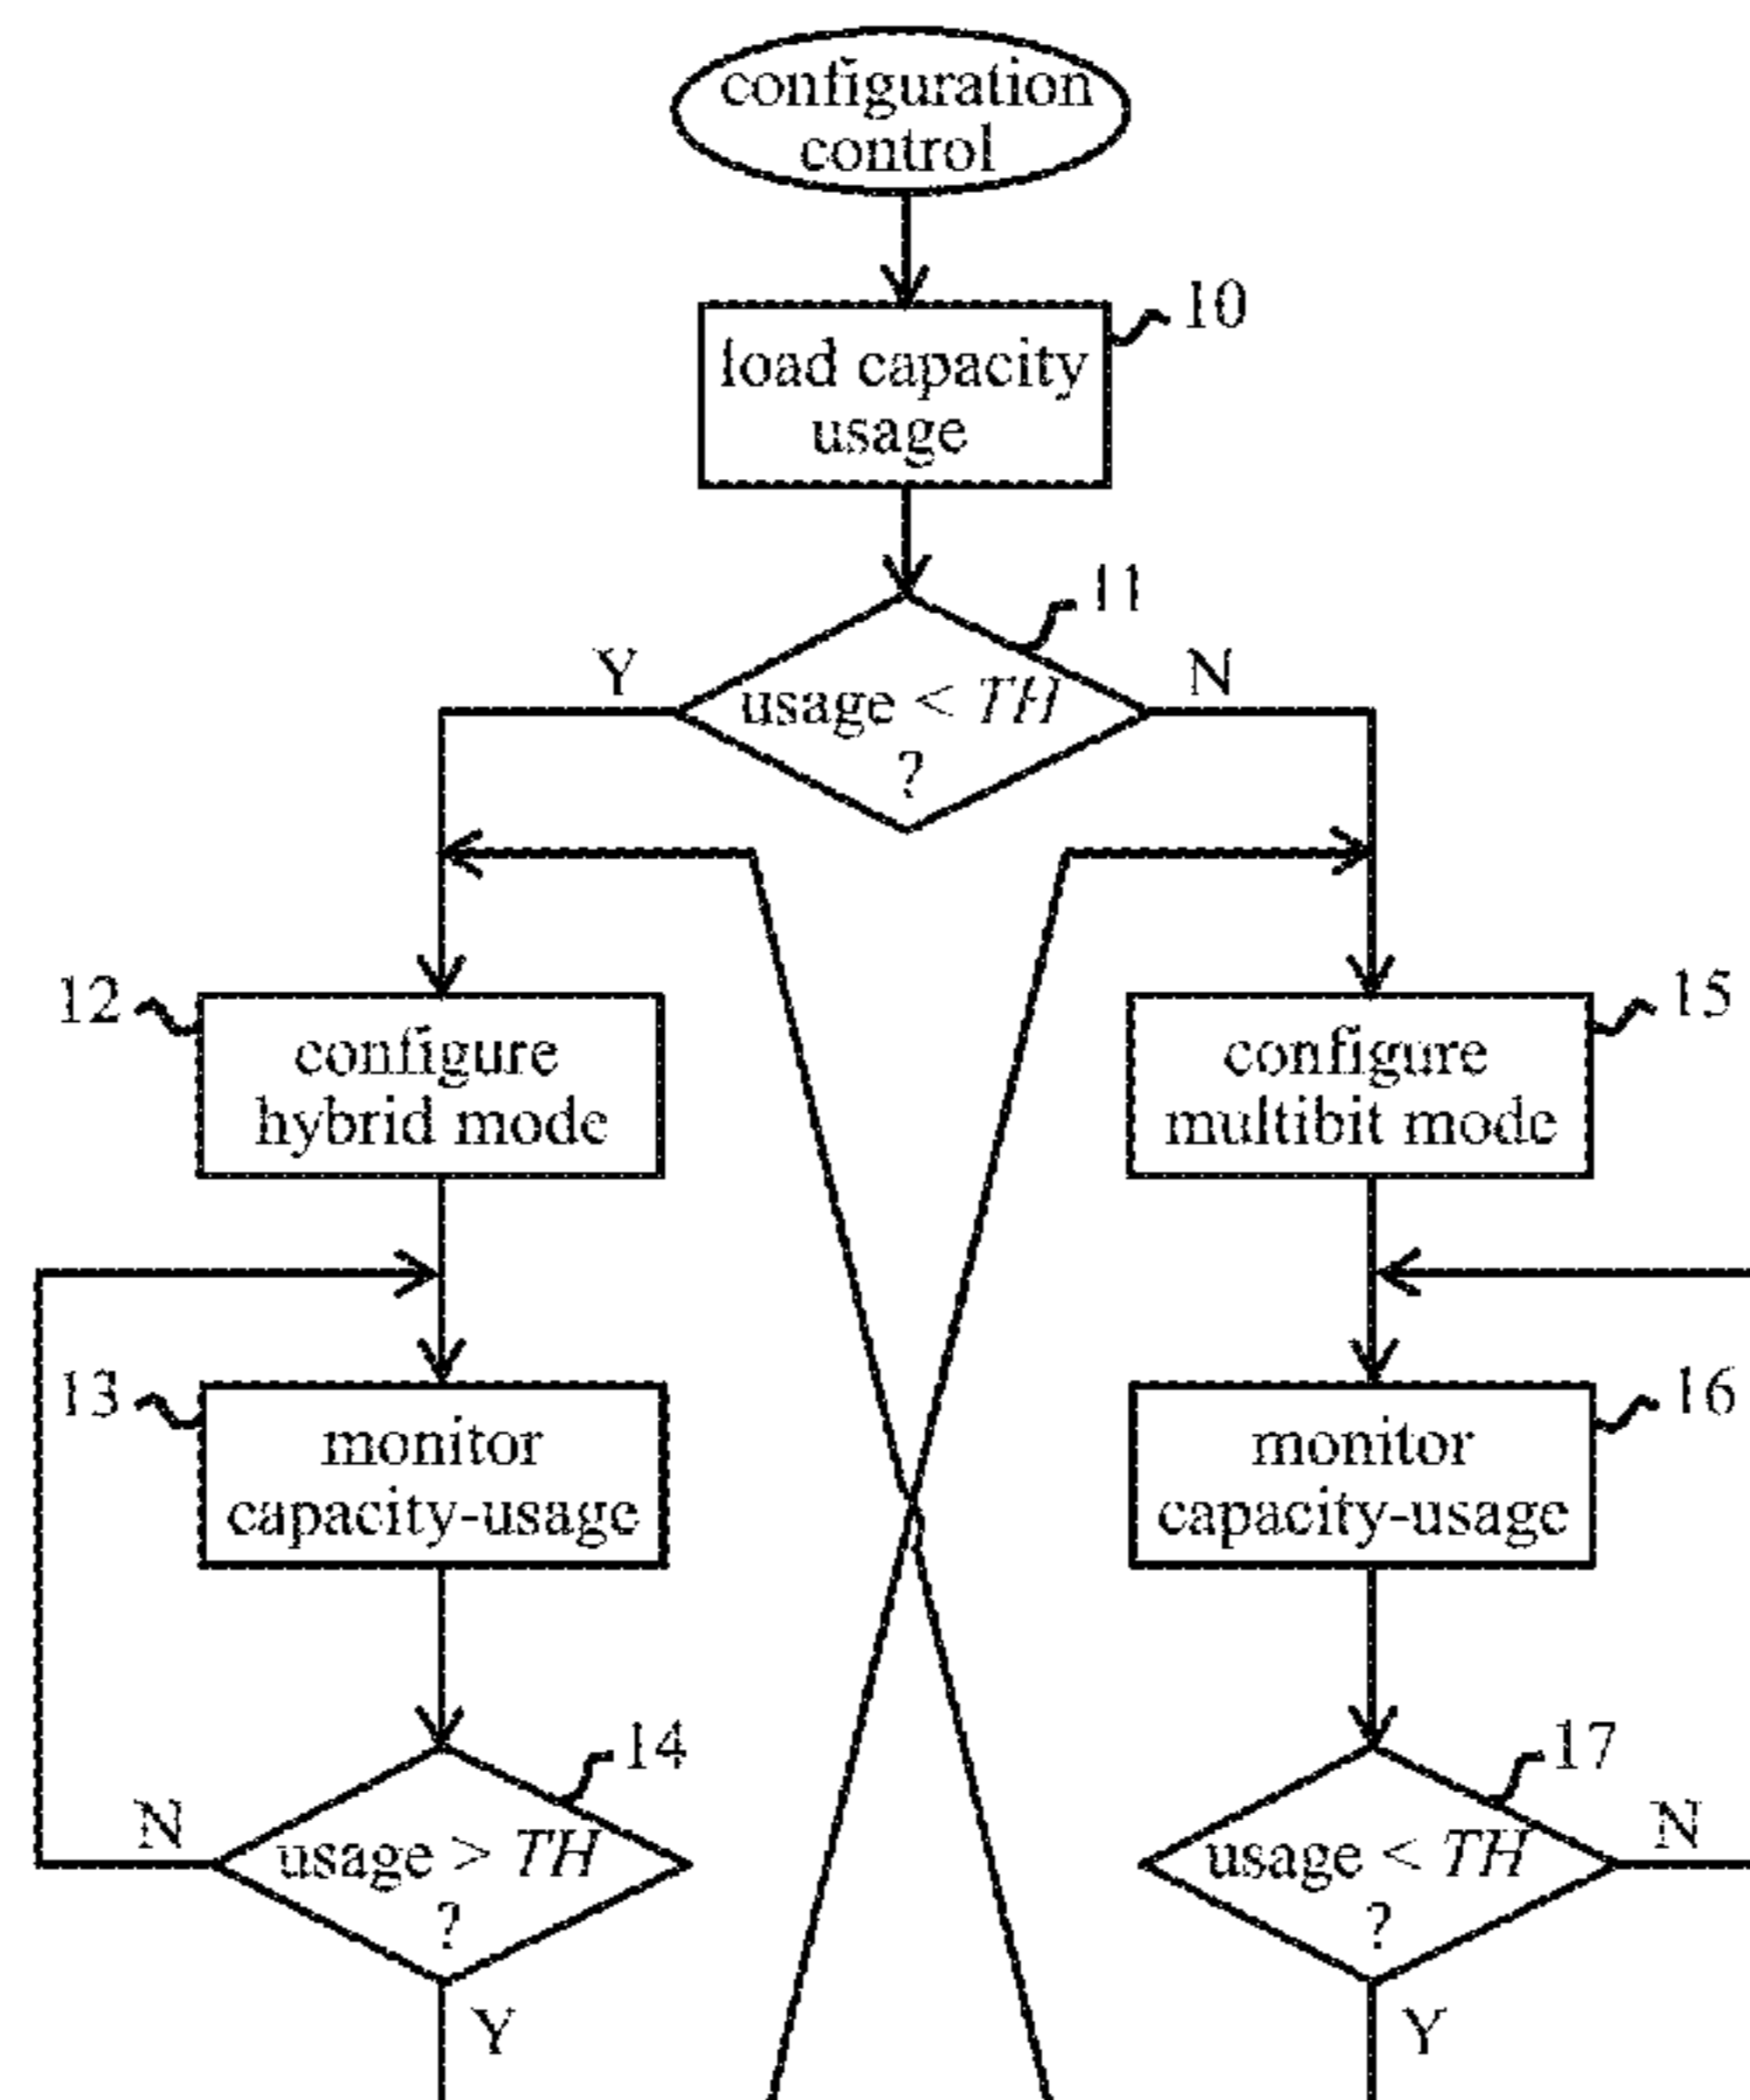 configuration
control
10
load capacity
usage
11
Y
N
usage < TH
?
12
configure
hybrid mode
15
configure
multibit mode
13
monitor
capacity-usage
16
monitor
capacity-usage
14
N
usage > TH
?
Y
17
usage < TH
?
N
Y